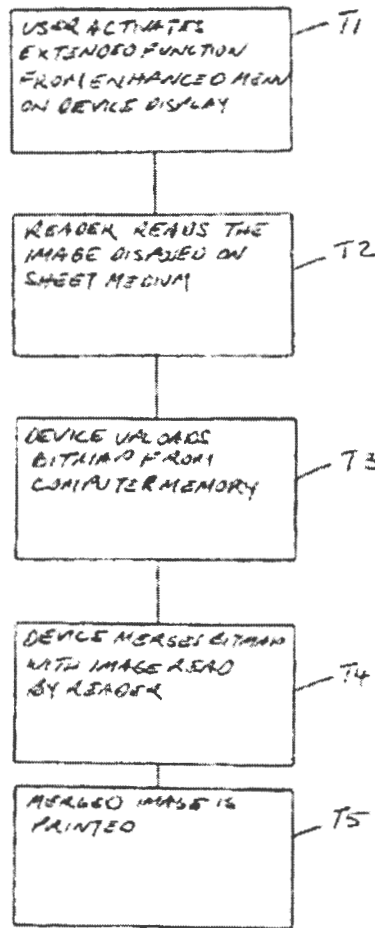 USER ACTIVATES
EXTENDED FUNCTION
FROM ENHANCED MENU
ON DEVICE DISPLAY
T1
READER READS THE
IMAGE DISPLAYED ON
SHEET MEDIUM
T2
DEVICE UPLOADS
BITMAP FROM
COMPUTER MEMORY
T3
DEVICE MERGES BITMAP
WITH IMAGE READ
BY READER
T4
MERGED IMAGE IS
PRINTED
T5